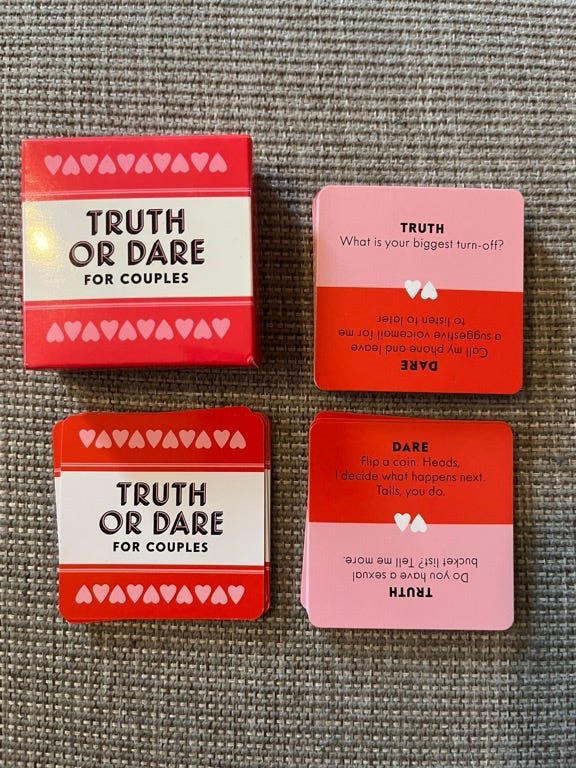 TRUTH
OR DARE
FOR COUPLES
TRUTH
What is your biggest turn-off?
DARE
Call my phone and leave
a suggestive voicemail for me
to listen to later.
TRUTH
OR DARE
FOR COUPLES
DARE
Flip a coin. Heads,
I decide what happens next.
Tails, you do.
TRUTH
Do you have a sexual
bucket list? Tell me more.